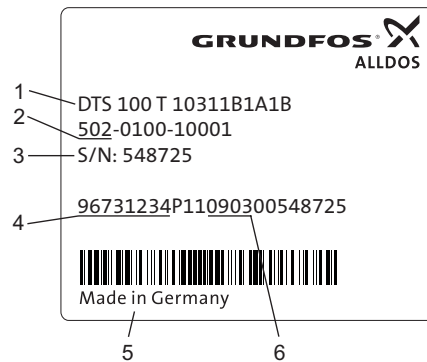 GRUNDFOS
ALLDOS
1
DTS 100 T 10311B1A1B
2
502-0100-10001
3
S/N: 548725
4
96731234P11090300548725
Made in Germany
5
6